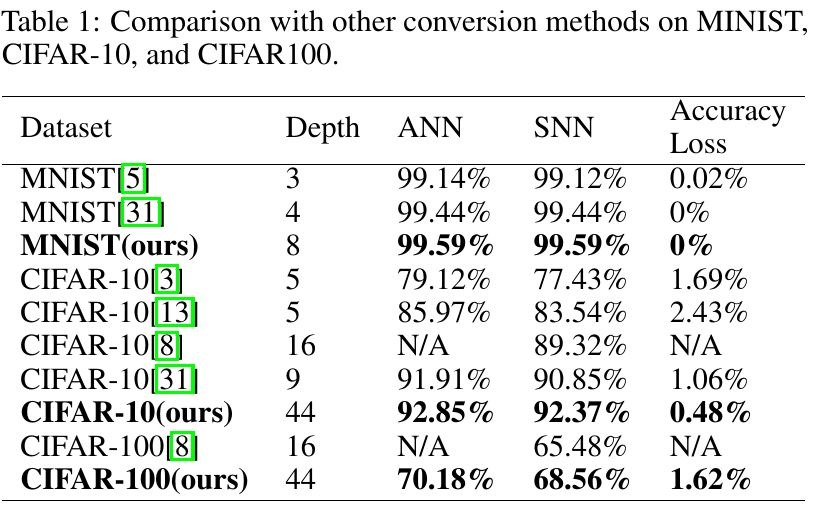 Table 1: Comparison with other conversion methods on MINIST,
CIFAR-10, and CIFAR100.
Dataset Depth ANN SNN Accuracy Loss
MNIST[5] 3 99.14% 99.12% 0.02%
MNIST[31] 4 99.44% 99.44% 0%
MNIST(ours) 8 99.59% 99.59% 0%
CIFAR-10[3] 5 79.12% 77.43% 1.69%
CIFAR-10[13] 5 85.97% 83.54% 2.43%
CIFAR-10[8] 16 N/A 89.32% N/A
CIFAR-10[31] 9 91.91% 90.85% 1.06%
CIFAR-10(ours) 44 92.85% 92.37% 0.48%
CIFAR-100[8] 16 N/A 65.48% N/A
CIFAR-100(ours) 44 70.18% 68.56% 1.62%